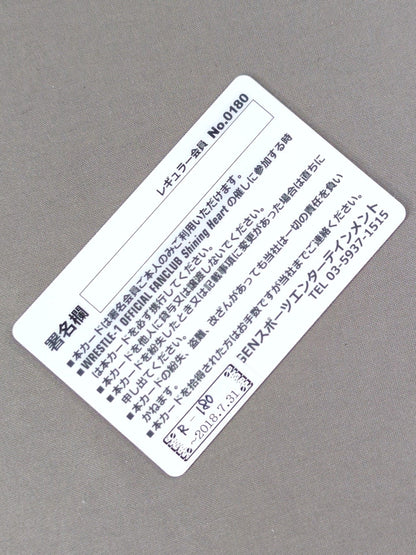 レギュラー会員 No.0180
署名欄
■本カードは署名会員ご本人のみご利用いただけます。
■WRESTLE-1 OFFICIAL FANCLUB Shining Heart の催しに参加する時
は本カードを必ず携行してください。
■本カードを他人に貸与又は譲渡しないでください。
■本カードを紛失したとき又は記載事項に変更があった場合は直ちに
申し出てください。
■本カードの紛失、盗難、改ざんがあっても当社は一切の責任を負い
かねます。
■本カードを拾得された方はお手数ですが当社までご連絡ください。
GENスポーツエンターテインメント
TEL 03-5937-1515
R-180
~2018.7.31